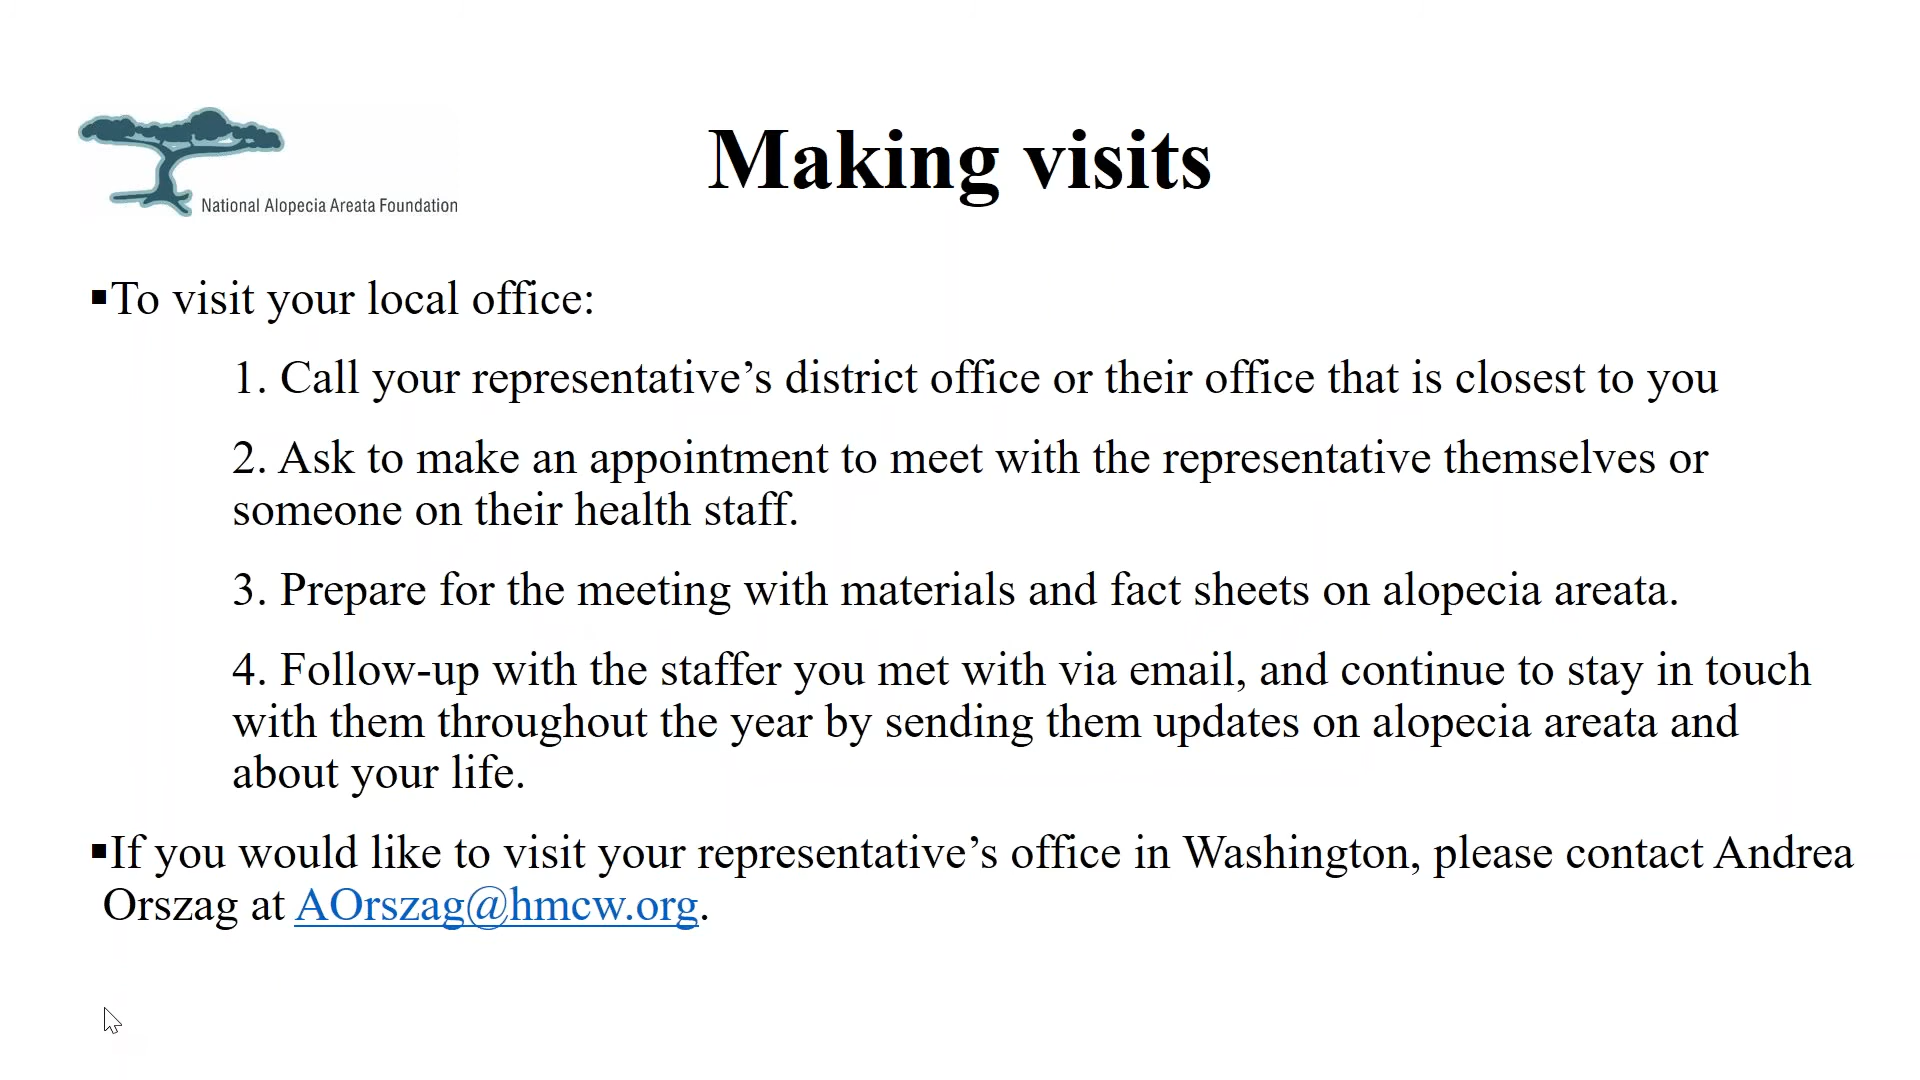 National Alopecia Areata Foundation
Making visits
▪To visit your local office:
1. Call your representative’s district office or their office that is closest to you
2. Ask to make an appointment to meet with the representative themselves or
someone on their health staff.
3. Prepare for the meeting with materials and fact sheets on alopecia areata.
4. Follow-up with the staffer you met with via email, and continue to stay in touch
with them throughout the year by sending them updates on alopecia areata and
about your life.
▪If you would like to visit your representative’s office in Washington, please contact Andrea
Orszag at AOrszag@hmcw.org.